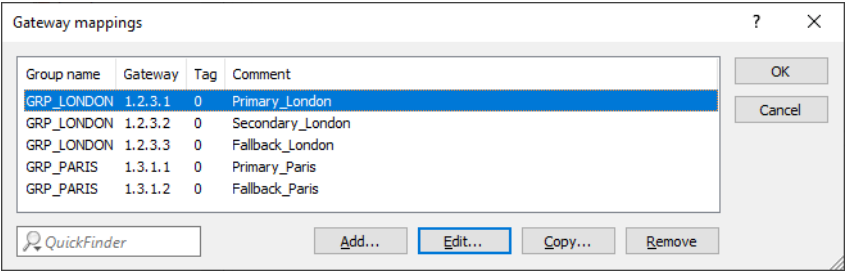 Gateway mappings ? ×
Group name Gateway Tag Comment OK
GRP_LONDON 1.2.3.1 0 Primary_London
GRP_LONDON 1.2.3.2 0 Secondary_London Cancel
GRP_LONDON 1.2.3.3 0 Fallback_London
GRP_PARIS 1.3.1.1 0 Primary_Paris
GRP_PARIS 1.3.1.2 0 Fallback_Paris
QuickFinder Add... Edit... Copy... Remove